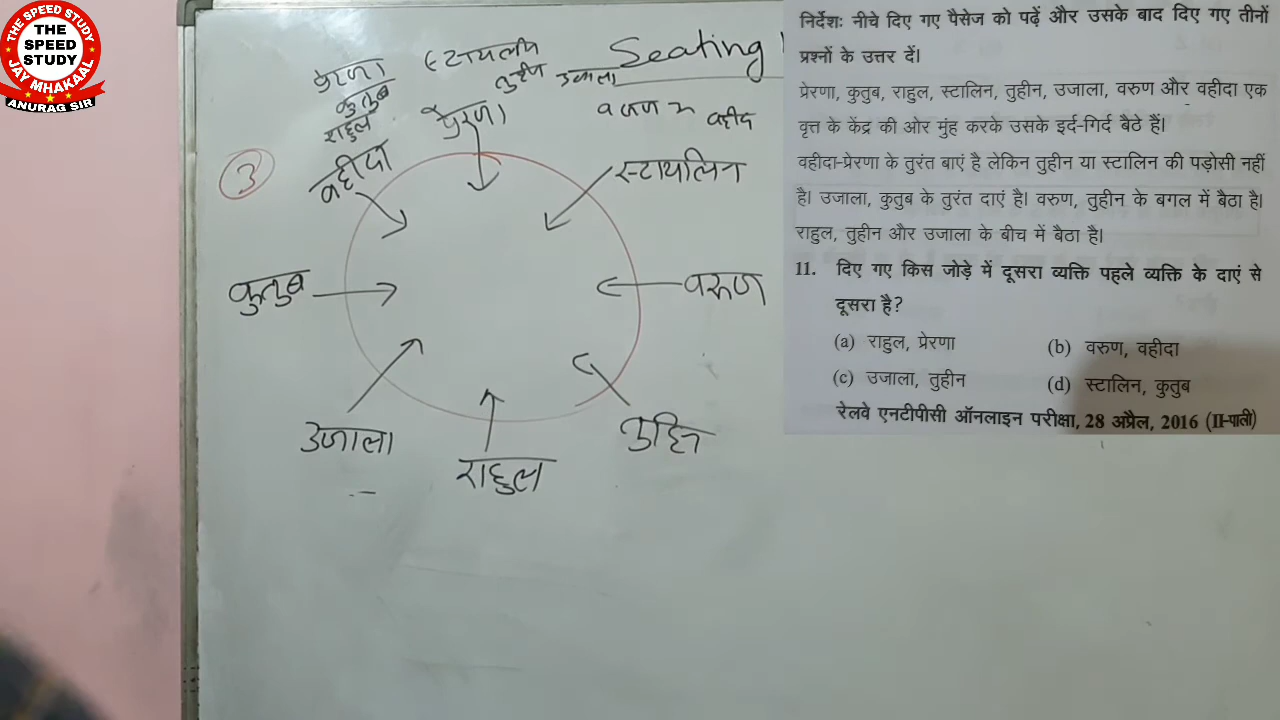 THE SPEED STUDY
THE
SPEED
STUDY
JAY MHAKAAL
ANURAG SIR
Seating
प्रेरणा
कुतुब
राहुल
वहीदा
स्टायलीन
तुहीन
उजाला
वरुण
वहीदा
3
प्रेरणा
स्टायलिन
वरुण
तुहिन
राहुल
उजाला
कुतुब
निर्देशः नीचे दिए गए पैसेज को पढ़ें और उसके बाद दिए गए तीनों
प्रश्नों के उत्तर दें।
प्रेरणा, कुतुब, राहुल, स्टालिन, तुहीन, उजाला, वरुण और वहीदा एक
वृत्त के केंद्र की ओर मुंह करके उसके इर्द-गिर्द बैठे हैं।
वहीदा-प्रेरणा के तुरंत बाएं है लेकिन तुहीन या स्टालिन की पड़ोसी नहीं
है। उजाला, कुतुब के तुरंत दाएं है। वरुण, तुहीन के बगल में बैठा है।
राहुल, तुहीन और उजाला के बीच में बैठा है।
11. दिए गए किस जोड़े में दूसरा व्यक्ति पहले व्यक्ति के दाएं से
दूसरा है?
(a) राहुल, प्रेरणा (b) वरुण, वहीदा
(c) उजाला, तुहीन (d) स्टालिन, कुतुब
रेलवे एनटीपीसी ऑनलाइन परीक्षा, 28 अप्रैल, 2016 (II-पाली)